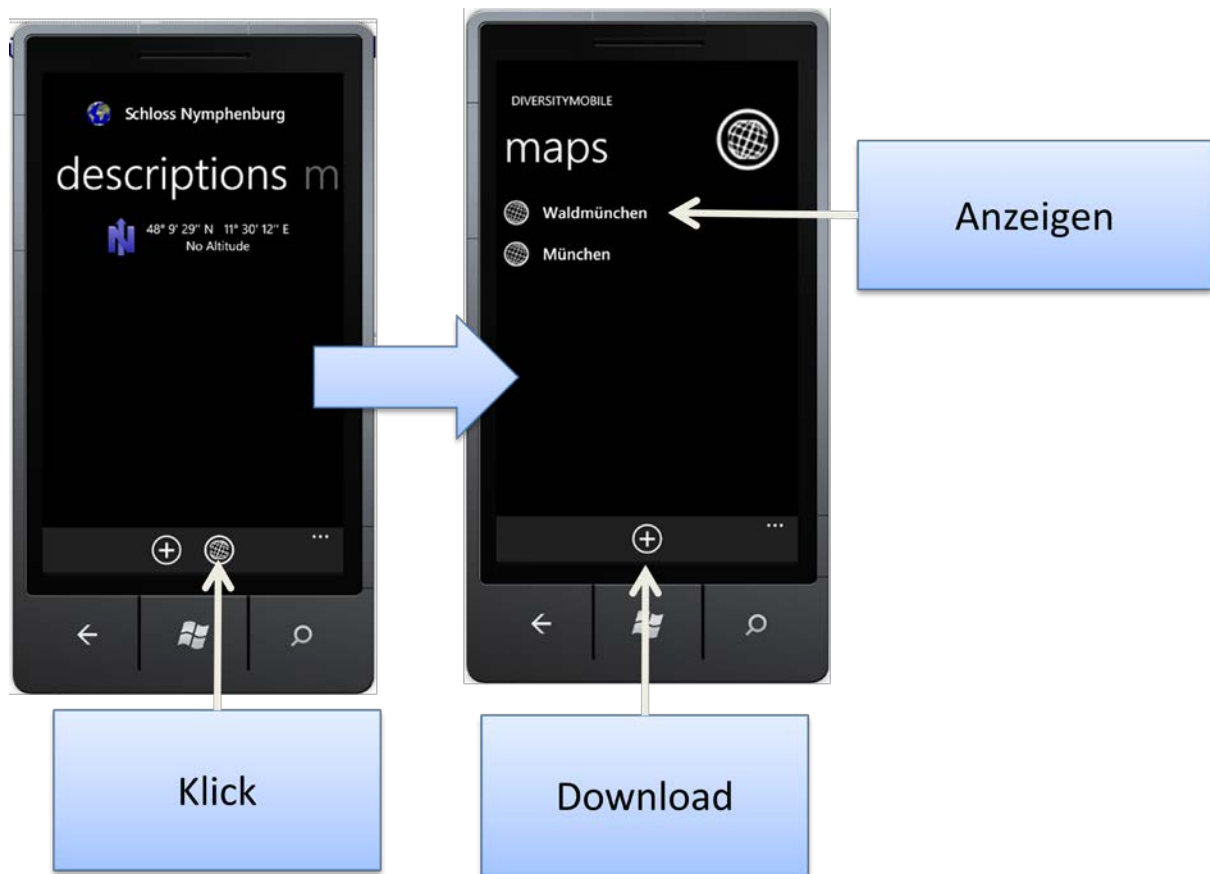 Schloss Nymphenburg
descriptions m
48° 9' 29'' N 11° 30' 12'' E
No Altitude
Klick
DIVERSITYMOBILE
maps
Waldmünchen
München
Anzeigen
Download